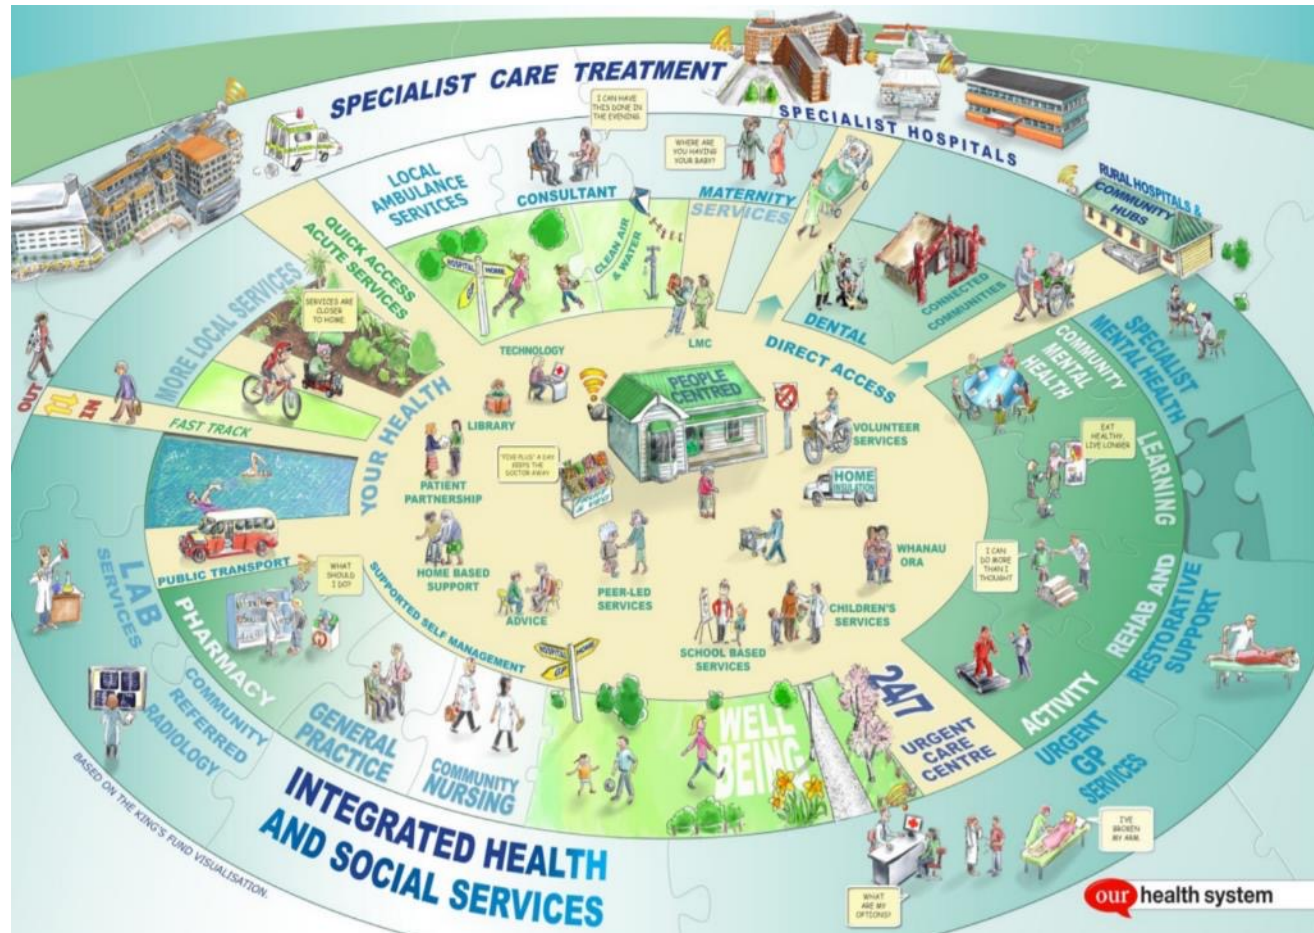 SPECIALIST CARE TREATMENT
SPECIALIST HOSPITALS
RURAL HOSPITALS &
COMMUNITY
HUBS
I CAN HAVE
THIS DONE IN
THE EVENING.
WHERE ARE
YOU HAVING
YOUR BABY?
LOCAL
AMBULANCE
SERVICES
CONSULTANT
MATERNITY
SERVICES
QUICK ACCESS
ACUTE SERVICES
HOSPITAL
HOME
CLEAN AIR
& WATER
CONNECTED
COMMUNITIES
DENTAL
DIRECT ACCESS
LMC
SPECIALIST
MENTAL HEALTH
COMMUNITY
MENTAL
HEALTH
MORE LOCAL SERVICES
SERVICES ARE
CLOSER
TO HOME.
OUT
IN
FAST TRACK
YOUR HEALTH
TECHNOLOGY
LIBRARY
PEOPLE
CENTRED
VOLUNTEER
SERVICES
PATIENT
PARTNERSHIP
"FIVE PLUS" A DAY
KEEPS THE
DOCTOR AWAY
FRUIT
& VEG
HOME
INSULATION
EAT
HEALTHY,
LIVE LONGER
LEARNING
PUBLIC TRANSPORT
HOME BASED
SUPPORT
ADVICE
PEER-LED
SERVICES
WHANAU
ORA
CHILDREN'S
SERVICES
SCHOOL BASED
SERVICES
SUPPORTED SELF MANAGEMENT
I CAN
DO MORE
THAN I
THOUGHT
REHAB AND
RESTORATIVE
SUPPORT
ACTIVITY
LAB
SERVICES
PHARMACY
WHAT
SHOULD
I DO?
COMMUNITY
REFERRED
RADIOLOGY
GENERAL
PRACTICE
COMMUNITY
NURSING
HOSPITAL
HOME
GP
WELL
BEING
24/7
URGENT
CARE
CENTRE
URGENT
GP
SERVICES
I'VE
BROKEN
MY ARM.
WHAT
ARE MY
OPTIONS?
INTEGRATED HEALTH
AND SOCIAL SERVICES
BASED ON THE KING'S FUND VISUALISATION.
our health system